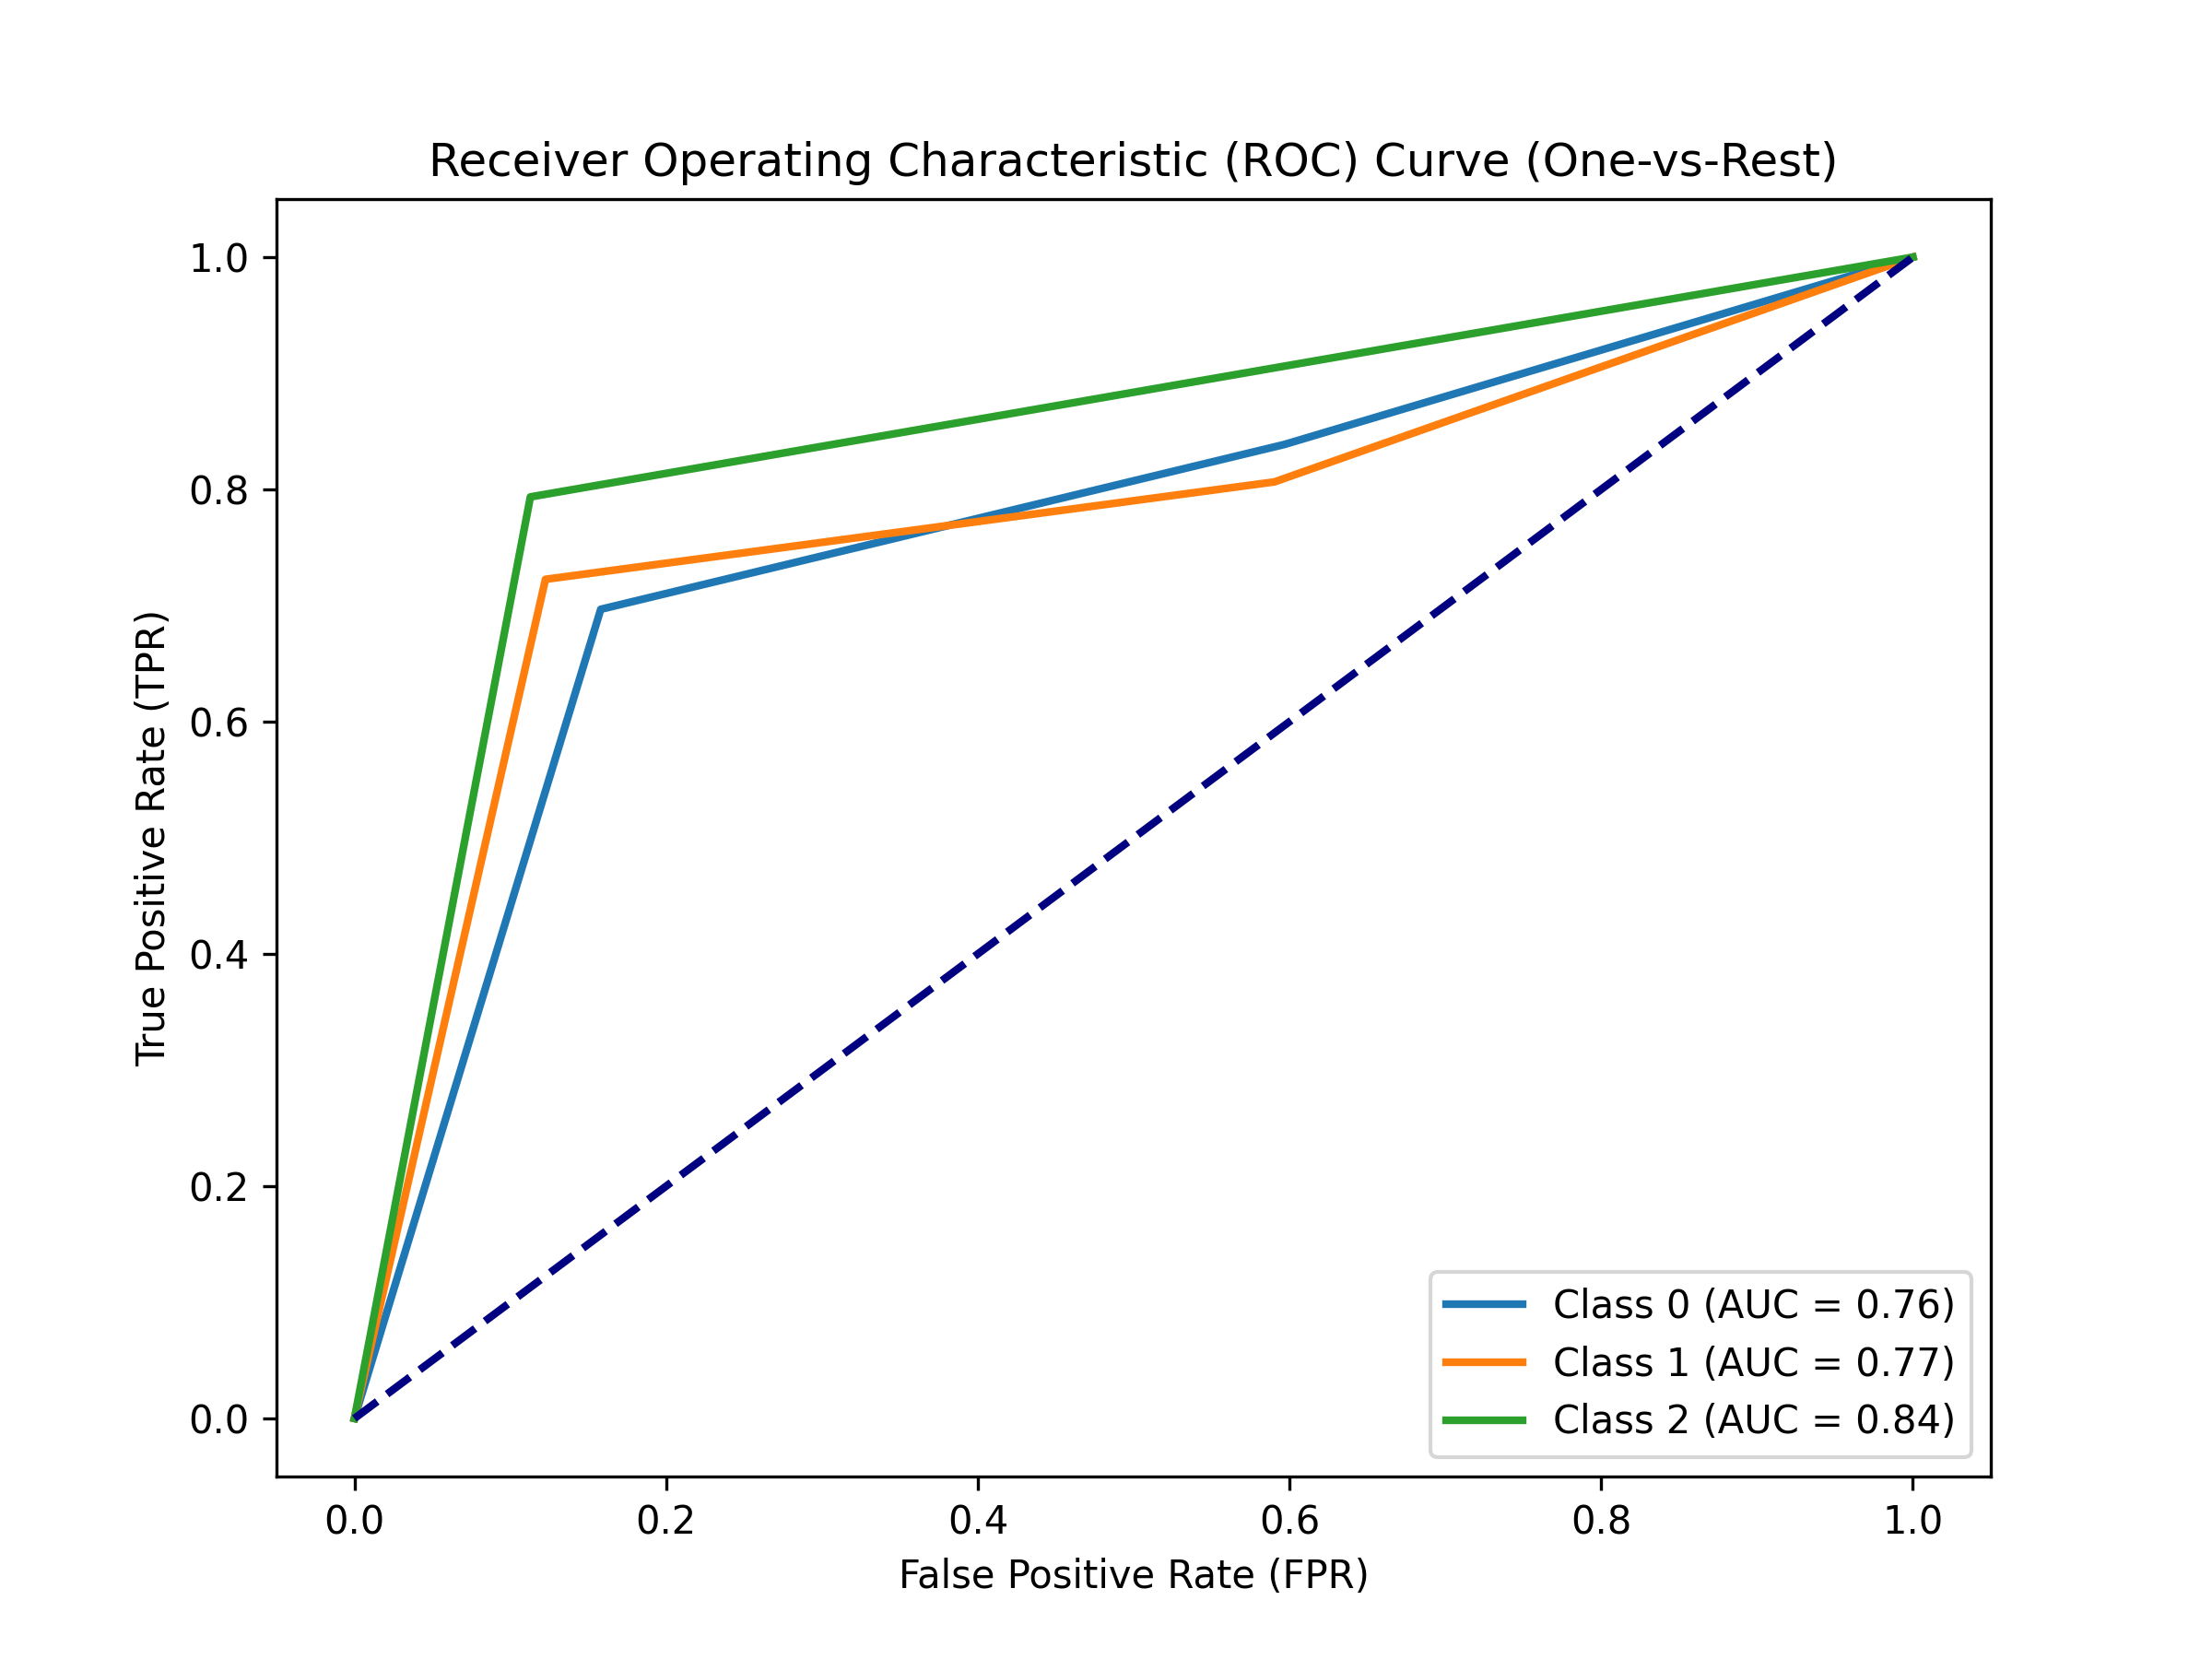 Receiver Operating Characteristic (ROC) Curve (One-vs-Rest)
True Positive Rate (TPR)
1.0
0.8
0.6
0.4
0.2
0.0
Class 0 (AUC = 0.76)
Class 1 (AUC = 0.77)
Class 2 (AUC = 0.84)
0.0 0.2 0.4 0.6 0.8 1.0
False Positive Rate (FPR)